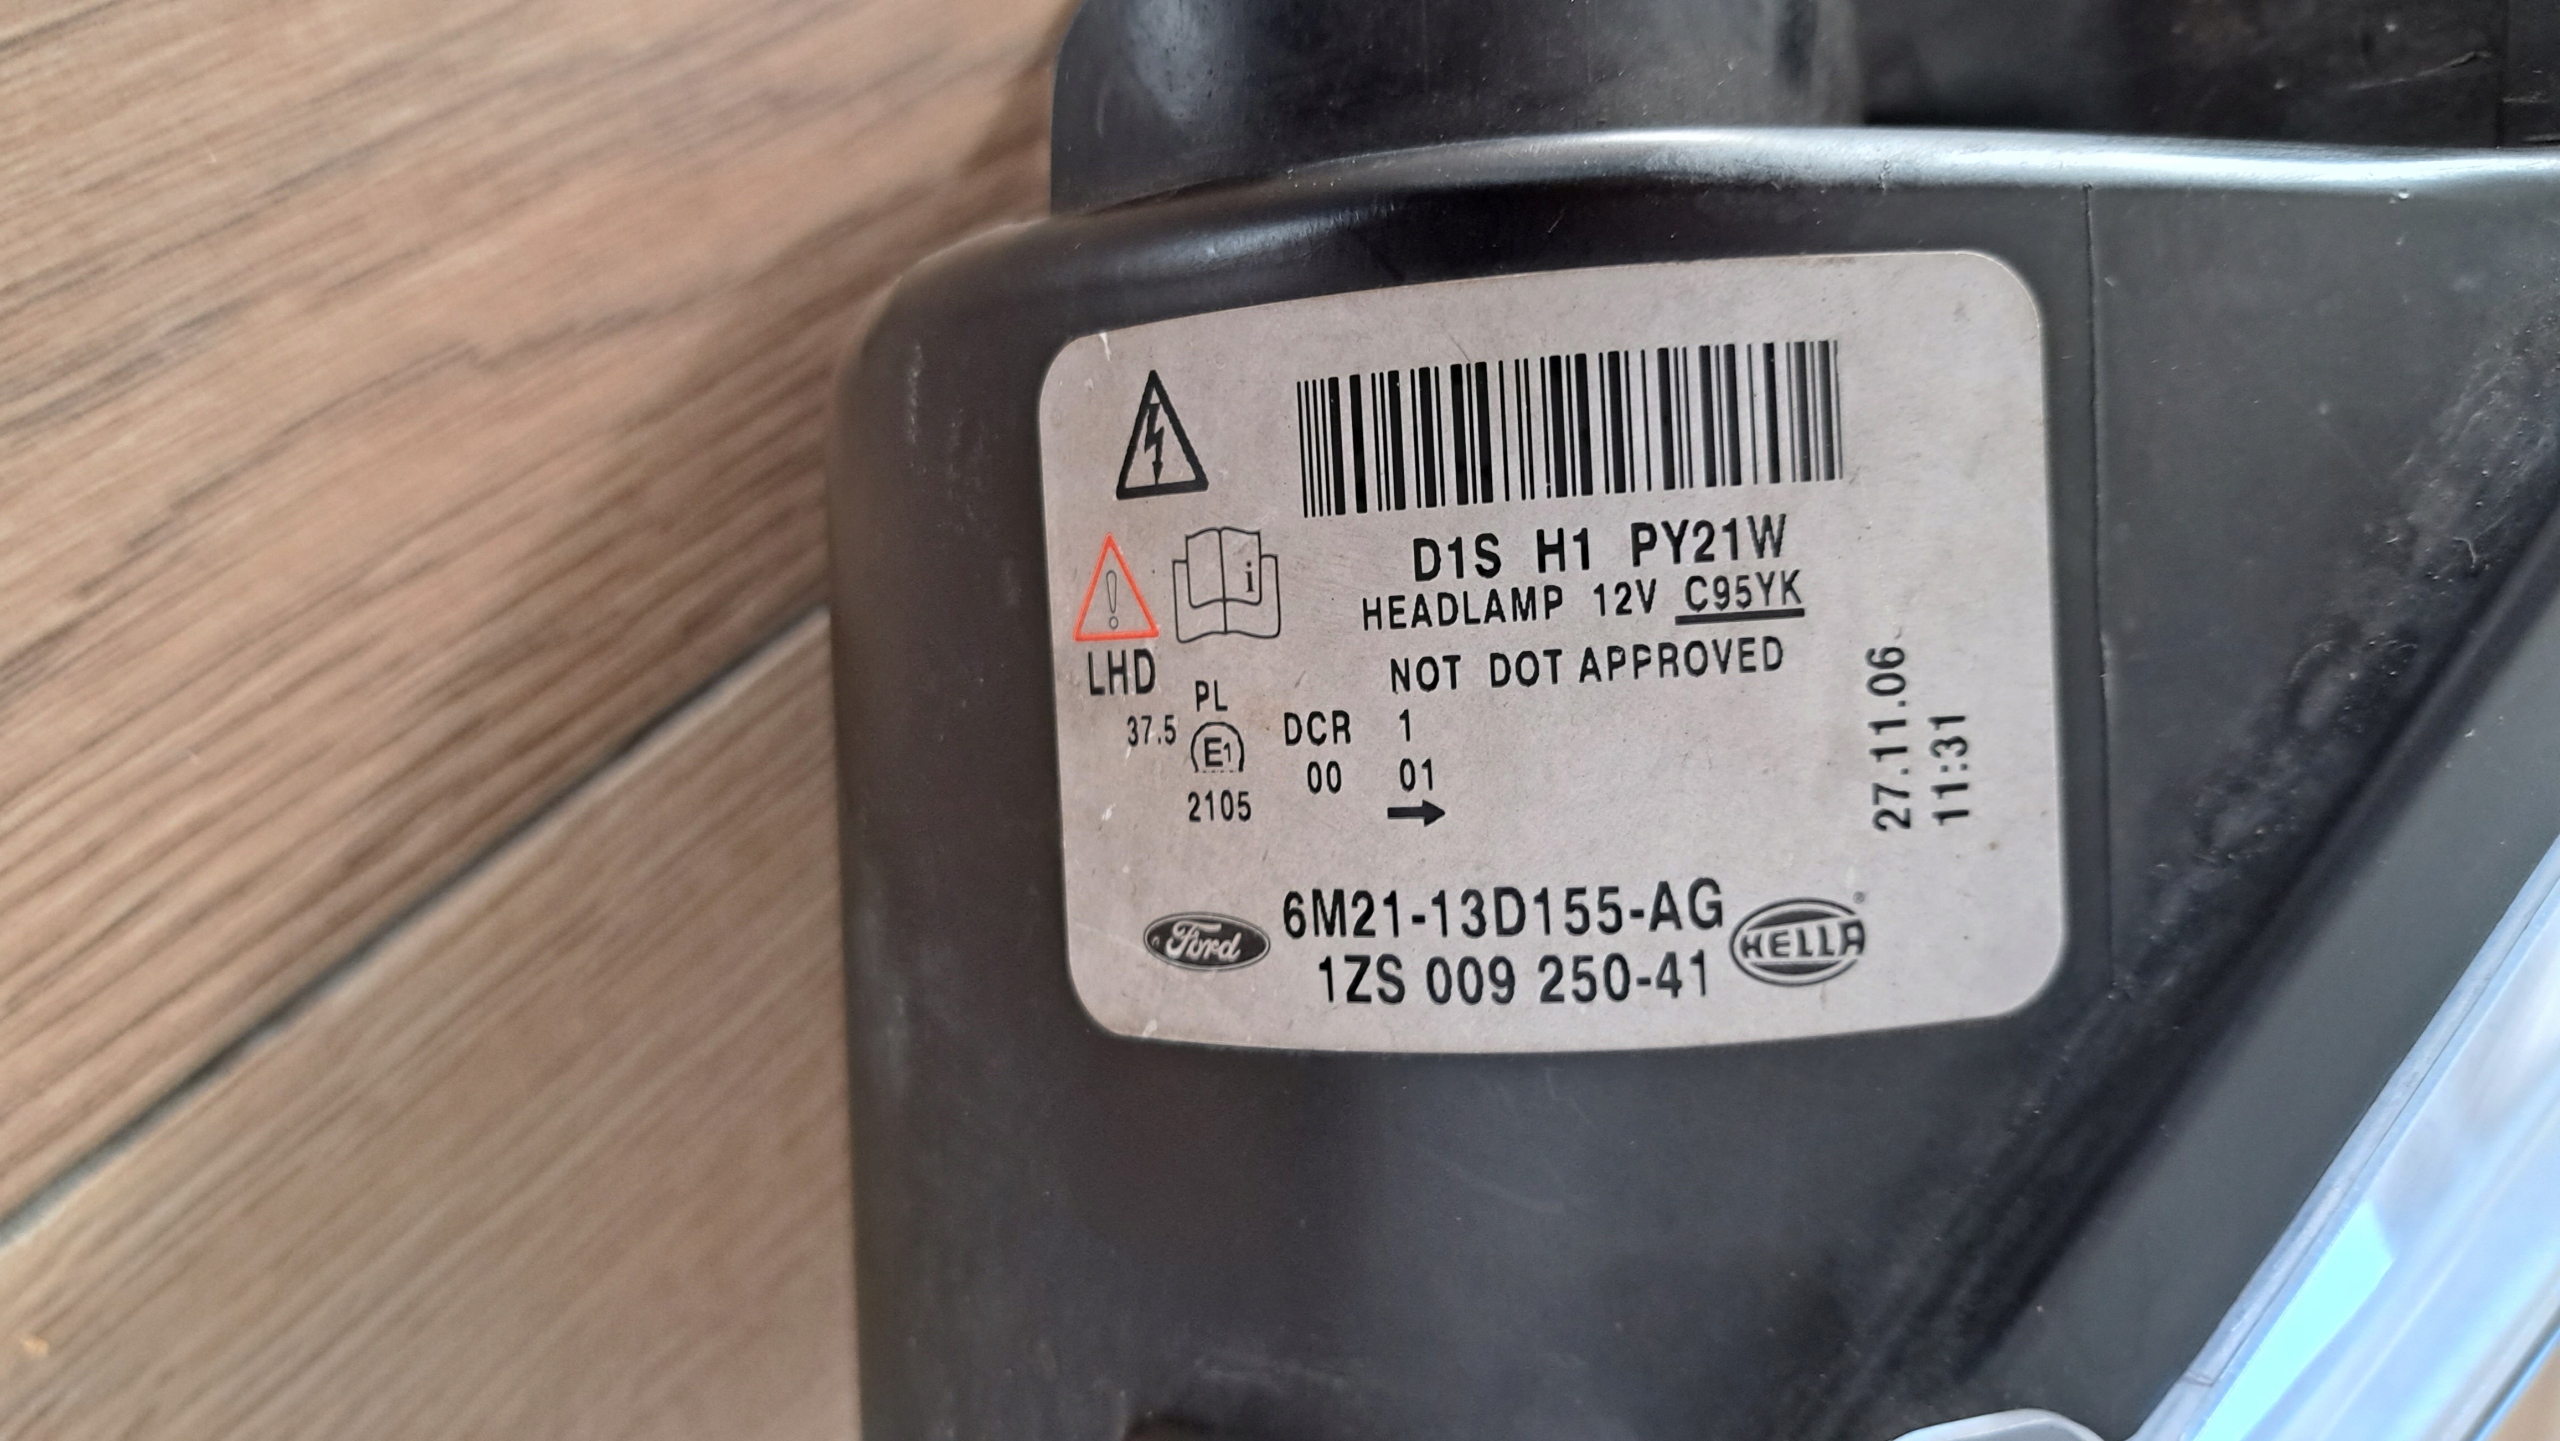 D1S H1 PY21W
HEADLAMP 12V C95YK
NOT DOT APPROVED
LHD
PL
37.5 E1 DCR 1
00 01
2105
27.11.06
11:31
Ford 6M21-13D155-AG HELLA®
1ZS 009 250-41